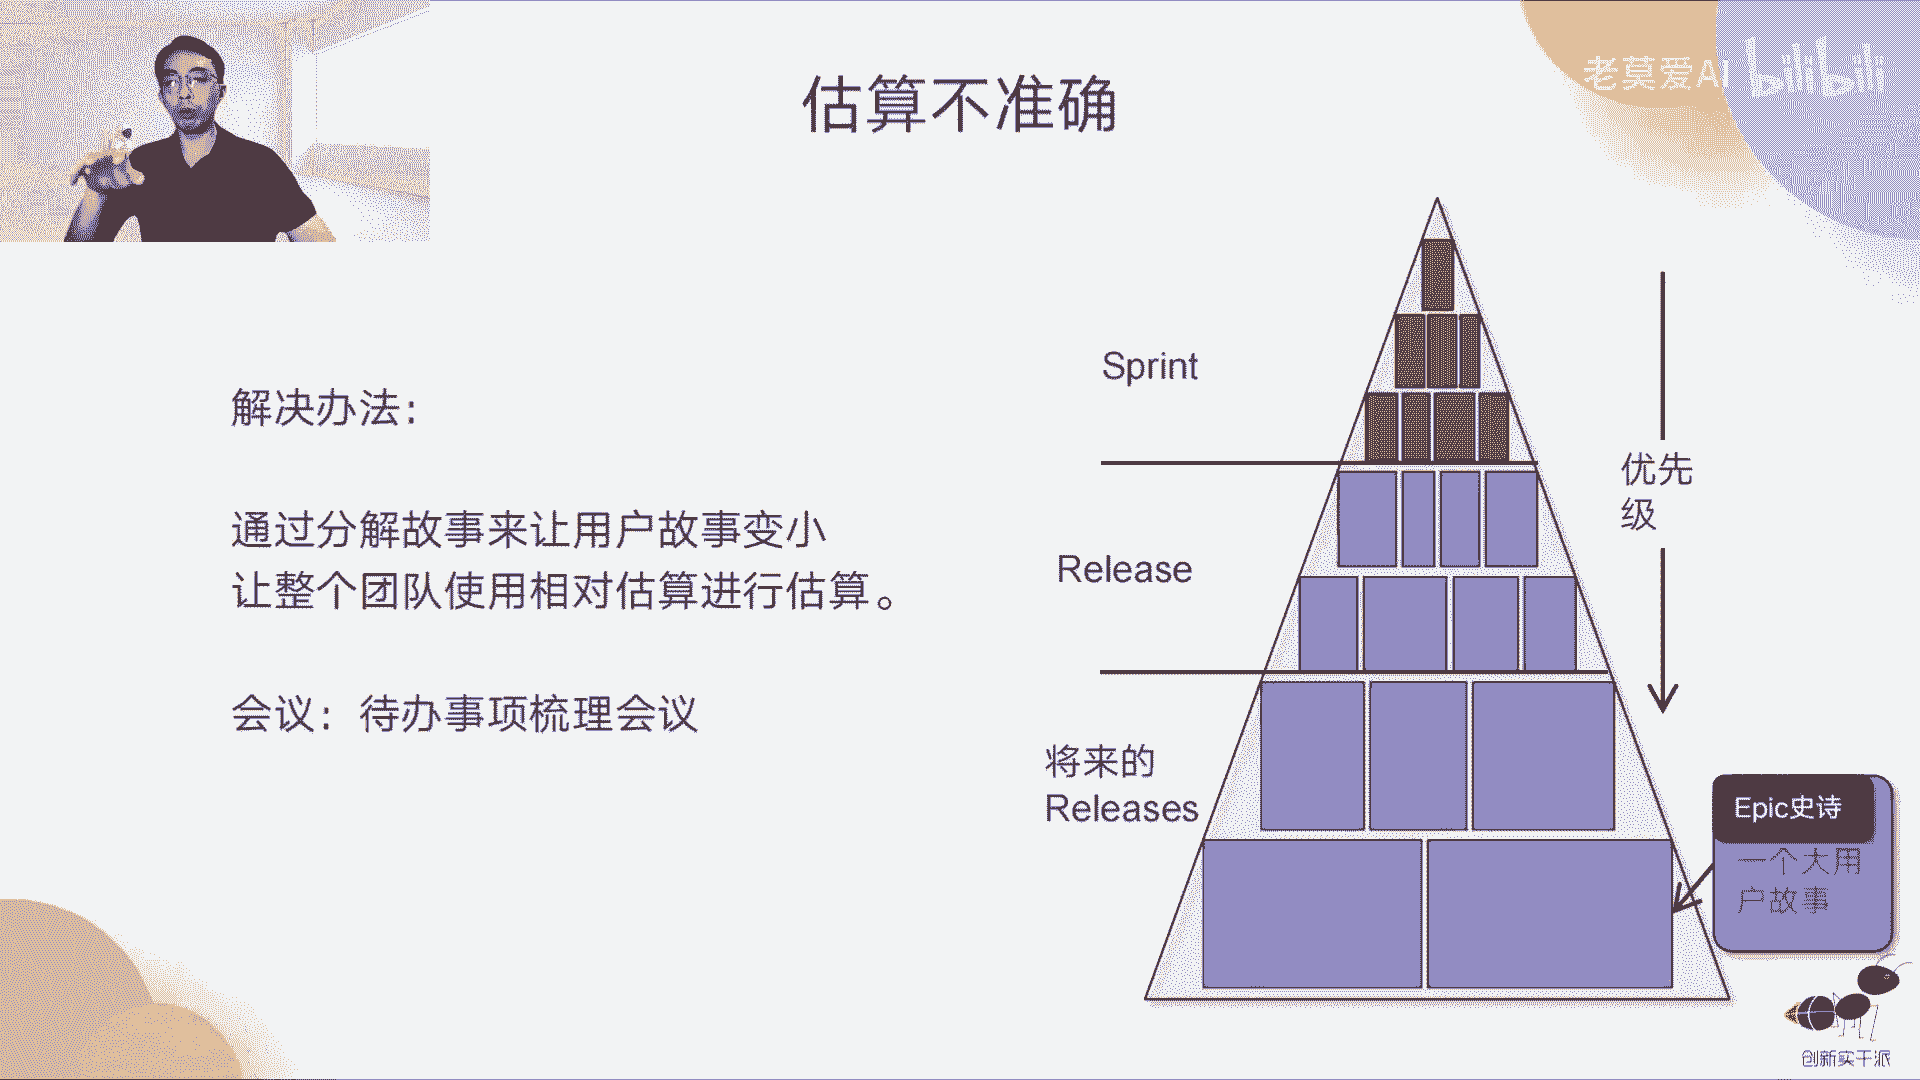 老莫爱AI bilibili
估算不准确
解决办法：
通过分解故事来让用户故事变小
让整个团队使用相对估算进行估算。
会议：待办事项梳理会议
Sprint
Release
将来的
Releases
优先
级
Epic史诗
一个大用
户故事
创新实干派